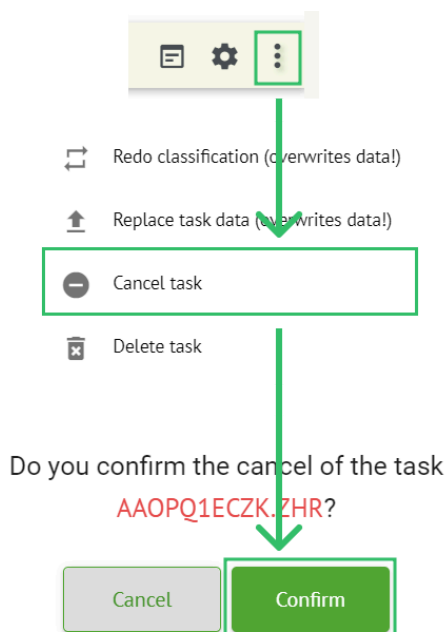 Redo classification (overwrites data!)
Replace task data (overwrites data!)
Cancel task
Delete task
Do you confirm the cancel of the task
AAOPQ1ECZK.ZHR?
Cancel
Confirm